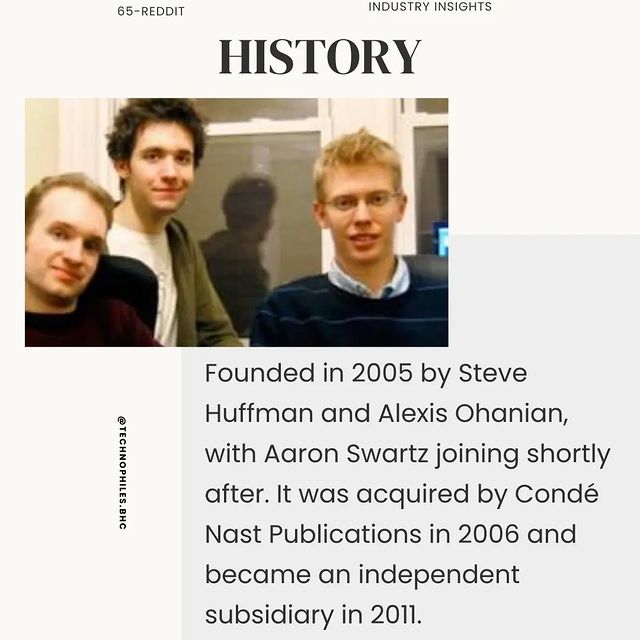 65-REDDIT
INDUSTRY INSIGHTS
HISTORY
Founded in 2005 by Steve
Huffman and Alexis Ohanian,
with Aaron Swartz joining shortly
after. It was acquired by Condé
Nast Publications in 2006 and
became an independent
subsidiary in 2011.
@TECHNOPHILES.BHC